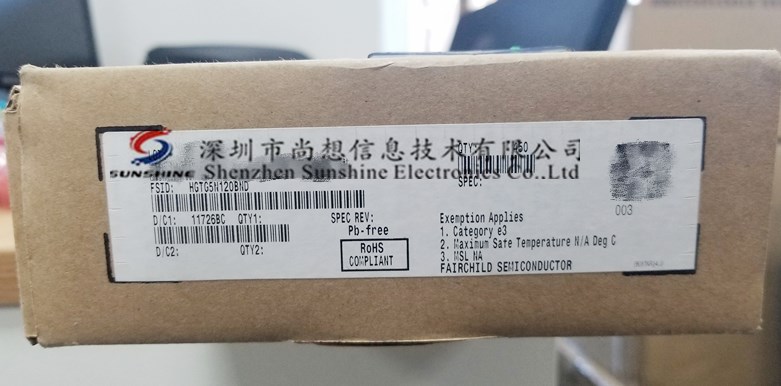 深圳市尚想信息技术有限公司
SUNSHINE Shenzhen Sunshine Electronics Co.,Ltd
FSID: HGTG5N120BND SPEC:
D/C1: 11726BC QTY1: SPEC REV:
Pb-free
D/C2: QTY2:
RoHS
COMPLIANT
Exemption Applies
1. Category e3
2. Maximum Safe Temperature N/A Deg C
3. MSL NA
FAIRCHILD SEMICONDUCTOR
003